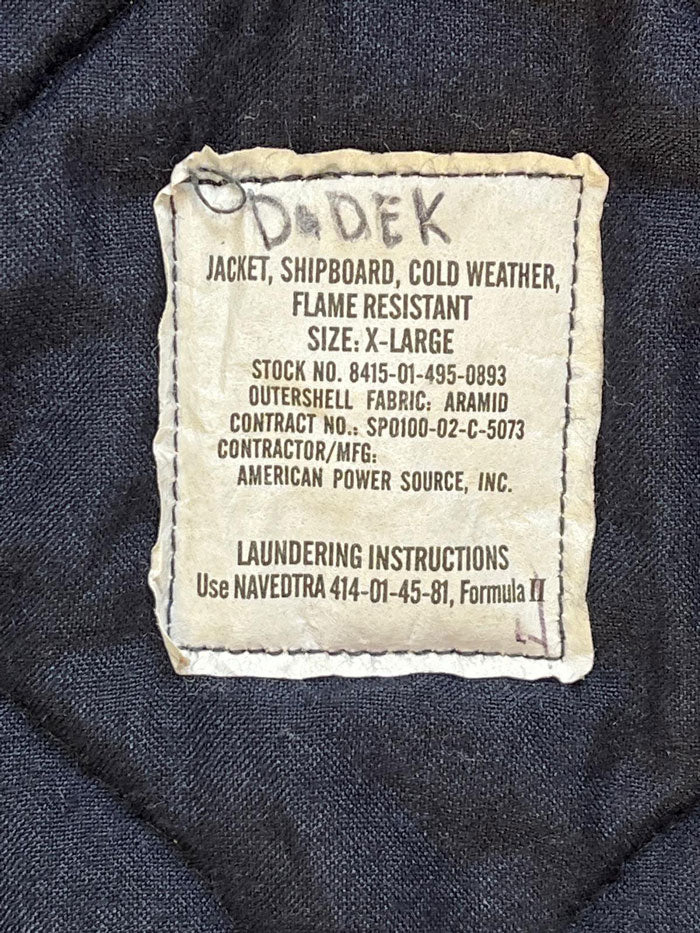 D.DEK
JACKET, SHIPBOARD, COLD WEATHER,
FLAME RESISTANT
SIZE: X-LARGE
STOCK NO. 8415-01-495-0893
OUTERSHELL FABRIC: ARAMID
CONTRACT NO.: SP0100-02-C-5073
CONTRACTOR/MFG:
AMERICAN POWER SOURCE, INC.
LAUNDERING INSTRUCTIONS
Use NAVEDTRA 414-01-45-81, Formula II